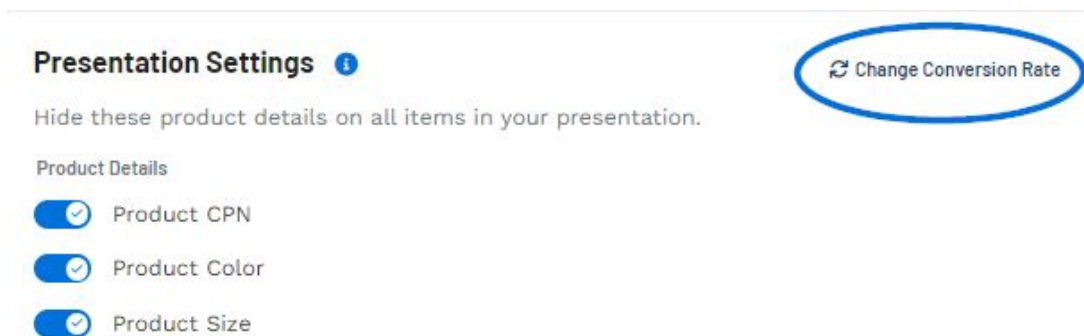 Presentation Settings
Change Conversion Rate
Hide these product details on all items in your presentation.
Product Details
Product CPN
Product Color
Product Size